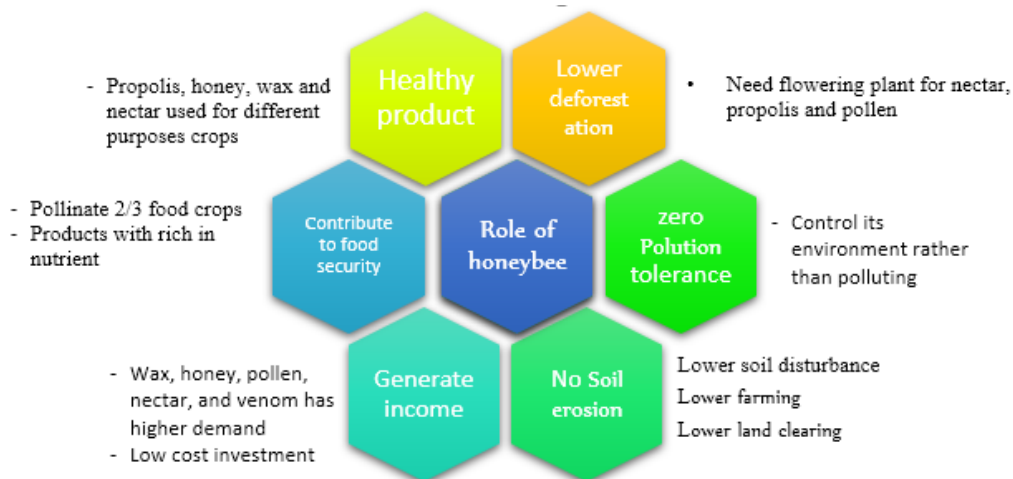 Healthy
product
- Propolis, honey, wax and
nectar used for different
purposes crops
Lower
deforest
ation
• Need flowering plant for nectar,
propolis and pollen
Contribute
to food
security
- Pollinate 2/3 food crops
- Products with rich in
nutrient
Role of
honeybee
zero
Polution
tolerance
- Control its
environment rather
than polluting
Generate
income
- Wax, honey, pollen,
nectar, and venom has
higher demand
- Low cost investment
No Soil
erosion
Lower soil disturbance
Lower farming
Lower land clearing